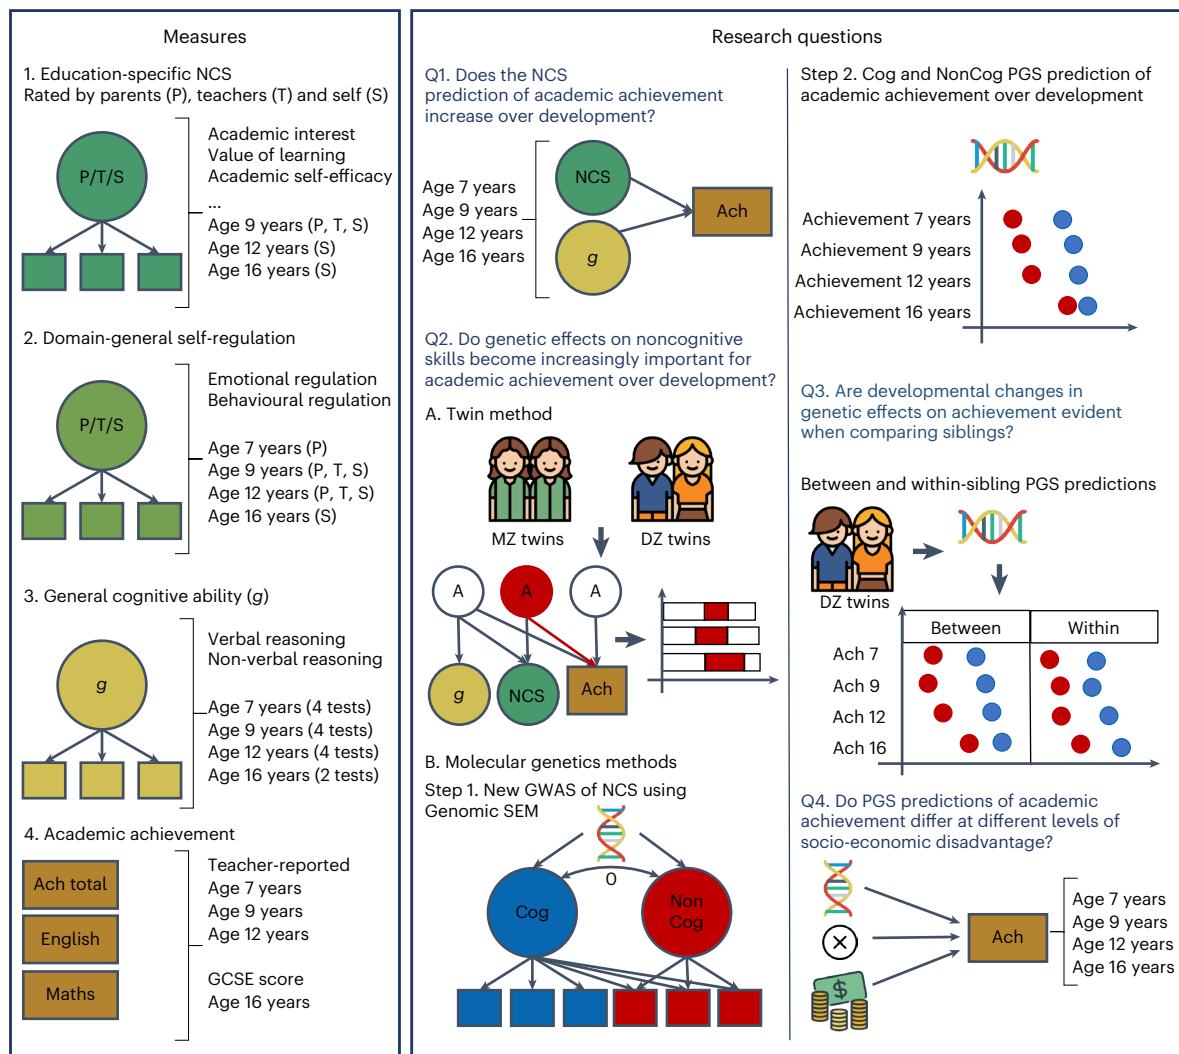 Measures
1. Education-specific NCS
Rated by parents (P), teachers (T) and self (S)
P/T/S
Academic interest
Value of learning
Academic self-efficacy
...
Age 9 years (P, T, S)
Age 12 years (S)
Age 16 years (S)
2. Domain-general self-regulation
P/T/S
Emotional regulation
Behavioural regulation
Age 7 years (P)
Age 9 years (P, T, S)
Age 12 years (P, T, S)
Age 16 years (S)
3. General cognitive ability (g)
g
Verbal reasoning
Non-verbal reasoning
Age 7 years (4 tests)
Age 9 years (4 tests)
Age 12 years (4 tests)
Age 16 years (2 tests)
4. Academic achievement
Ach total
English
Maths
Teacher-reported
Age 7 years
Age 9 years
Age 12 years
GCSE score
Age 16 years
Research questions
Q1. Does the NCS
prediction of academic achievement
increase over development?
Age 7 years
Age 9 years
Age 12 years
Age 16 years
NCS
g
Ach
Q2. Do genetic effects on noncognitive
skills become increasingly important for
academic achievement over development?
A. Twin method
MZ twins
DZ twins
A
A
A
g
NCS
Ach
B. Molecular genetics methods
Step 1. New GWAS of NCS using
Genomic SEM
0
Cog
Non
Cog
Step 2. Cog and NonCog PGS prediction of
academic achievement over development
Achievement 7 years
Achievement 9 years
Achievement 12 years
Achievement 16 years
Q3. Are developmental changes in
genetic effects on achievement evident
when comparing siblings?
Between and within-sibling PGS predictions
DZ twins
Between
Within
Ach 7
Ach 9
Ach 12
Ach 16
Q4. Do PGS predictions of academic
achievement differ at different levels of
socio-economic disadvantage?
$
Ach
Age 7 years
Age 9 years
Age 12 years
Age 16 years